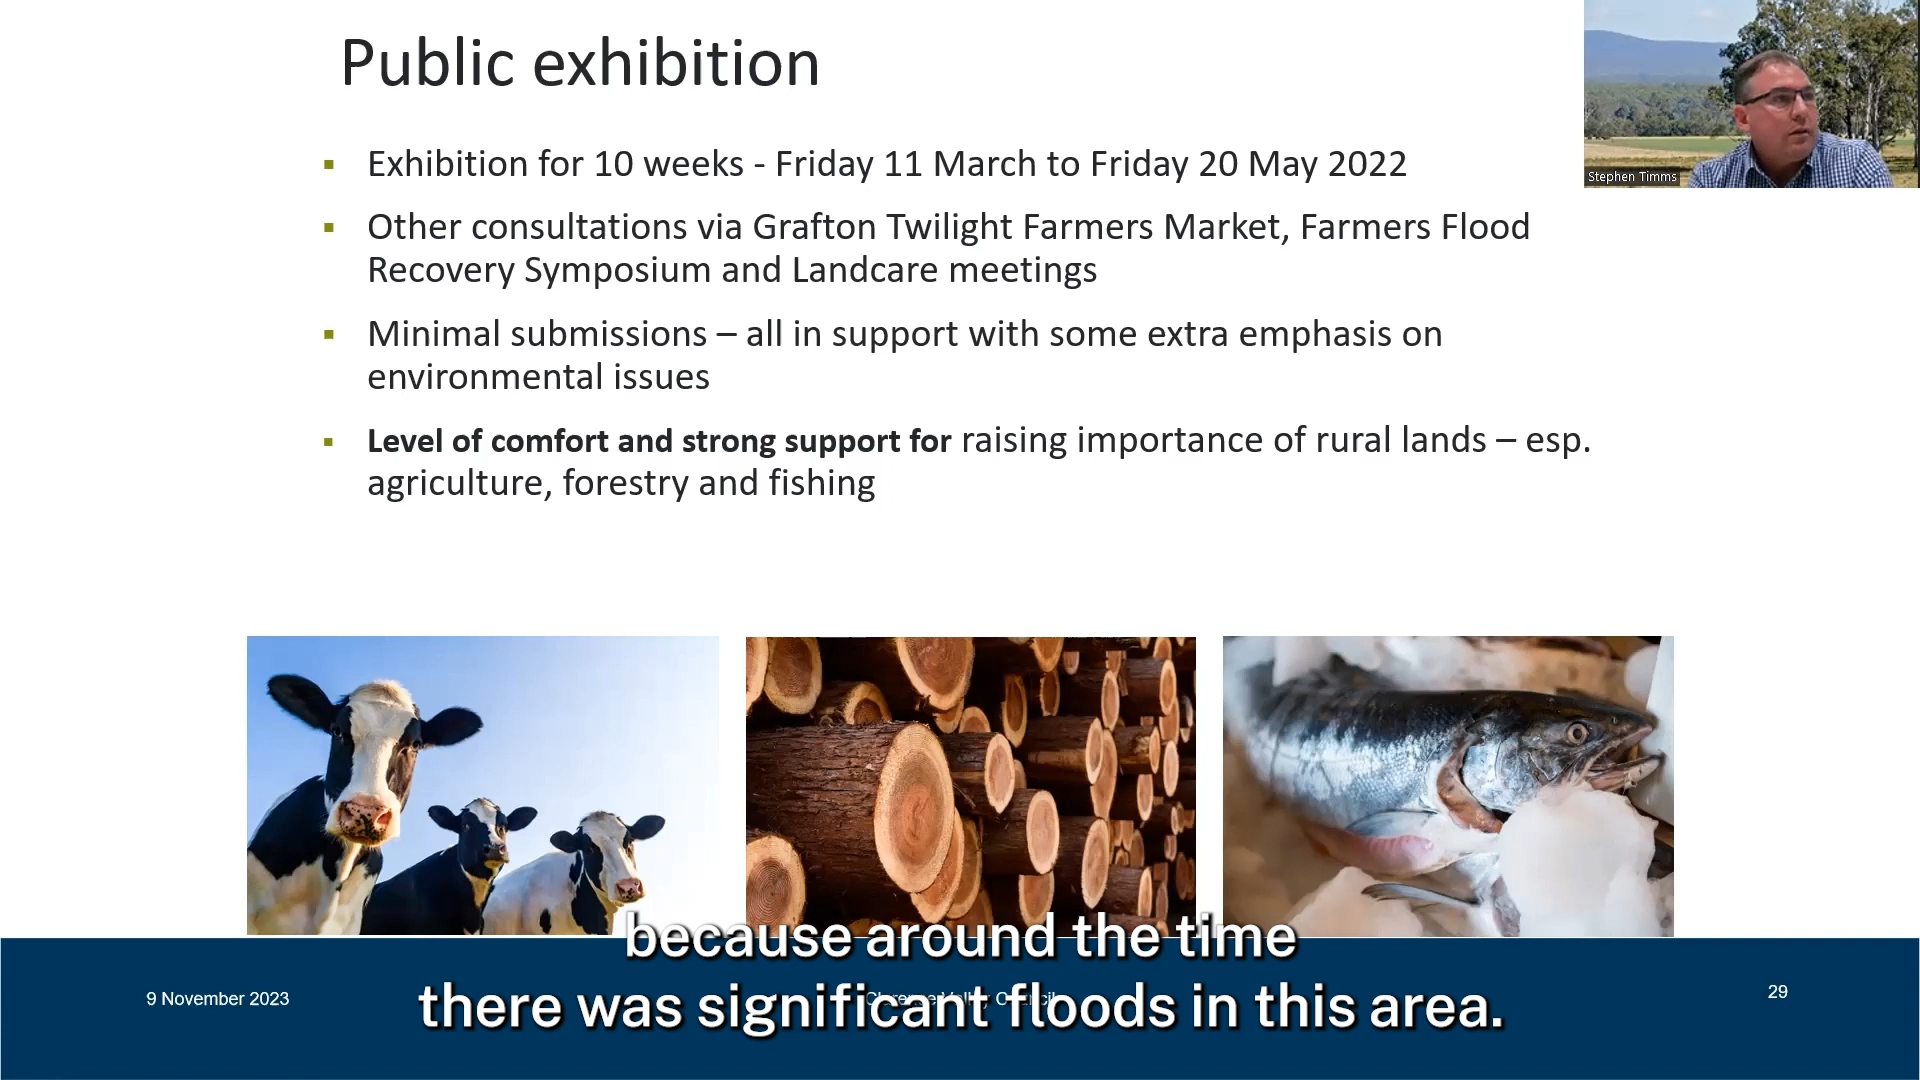 Public exhibition
Stephen Timms
▪ Exhibition for 10 weeks - Friday 11 March to Friday 20 May 2022
▪ Other consultations via Grafton Twilight Farmers Market, Farmers Flood
Recovery Symposium and Landcare meetings
▪ Minimal submissions – all in support with some extra emphasis on
environmental issues
▪ Level of comfort and strong support for raising importance of rural lands – esp.
agriculture, forestry and fishing
because around the time
there was significant floods in this area.
9 November 2023
Clarence Valley Council
29